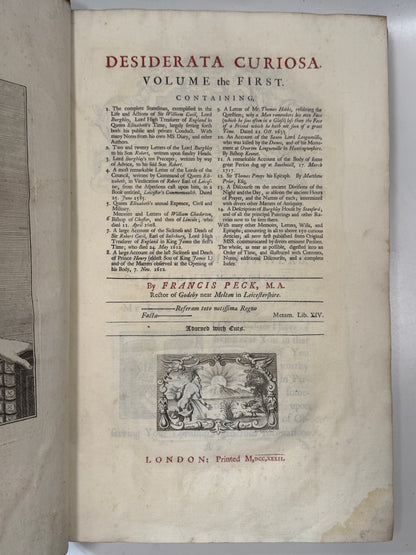 DESIDERATA CURIOSA.
VOLUME the FIRST.
CONTAINING,
1. The complete Statesman, exemplified in the
Life and Actions of Sir William Cecil, Lord
Burghley, Lord High Treasurer of England in
Queen Elizabeth's Time, largely setting forth
both his public and private Conduct. With
many Notes from his own MS. Diary, and other
Authors.
2. Two and twenty Letters of the Lord Burghley
to his Son Robert, written upon sundry Heads.
3. Lord Burghley's ten Precepts, written by way
of Advice, to his said Son Robert.
4. A most remarkable Letter of the Lords of the
Council, written by Command of Queen Elizabeth,
in Vindication of Robert Earl of Leicester,
from the Aspersions cast upon him, in a
Book entitled, Leicester's Commonwealth. Dated
20. June 1585.
5. Queen Elizabeth's annual Expence, Civil and
Military.
6. Memoirs and Letters of William Chaderton,
Bishop of Chester, and then of Lincoln; who
died 11. April 1608.
7. A large Account of the Sickness and Death of
Sir Robert Cecil, Earl of Salisbury, Lord High
Treasurer of England in King James the first's
Time; who died 24. May 1612.
8. A large Account of the last Sickness and Death
of Prince Henry (eldest Son of King James I.)
and of the Matters observed at the Opening of
his Body, 7. Nov. 1612.
9. A Letter of Mr. Thomas Hobbs, resolving the
Question; why a Man remembers less his own Face
which he sees often in a Glass, than the Face
of a Friend which he hath not seen of a great
Time. Dated 22. Oct. 1635.
10. An Account of the Saxon Lord Longueville,
who was killed by the Danes, and of his Monument
at Overton Longueville in Huntingtonshire.
By Bishop Kennet.
11. A remarkable Account of the Body of some
great Person dug up at Southwell, 17. March
1717.
12. Sir Thomas Powys his Epitaph. By Matthew
Prior, Esq;
13. A Discourse on the ancient Divisions of the
Night and the Day, as also on the ancient Hours
of Prayer, and the Names of each; intermixed
with divers other Matters of Antiquity.
14. A Description of Burghley House by Stanford,
and of all the principal Paintings and other Rarities
now to be seen there.
With many other Memoirs, Letters, Wills, and
Epitaphs, amounting in all to above 150 curious
Articles; all now first published from Original
MSS. communicated by divers eminent Persons.
The whole, as near as possible, digested into an
Order of Time, and illustrated with Contents,
Notes, additional Discourses, and a complete
Index.
By FRANCIS PECK, M.A.
Rector of Godeby near Melton in Leicestershire.
—Referam toto notissima Regno
Facta— Metam. Lib. XIV.
Adorned with Cuts.
LONDON: Printed M,DCC,XXXII.